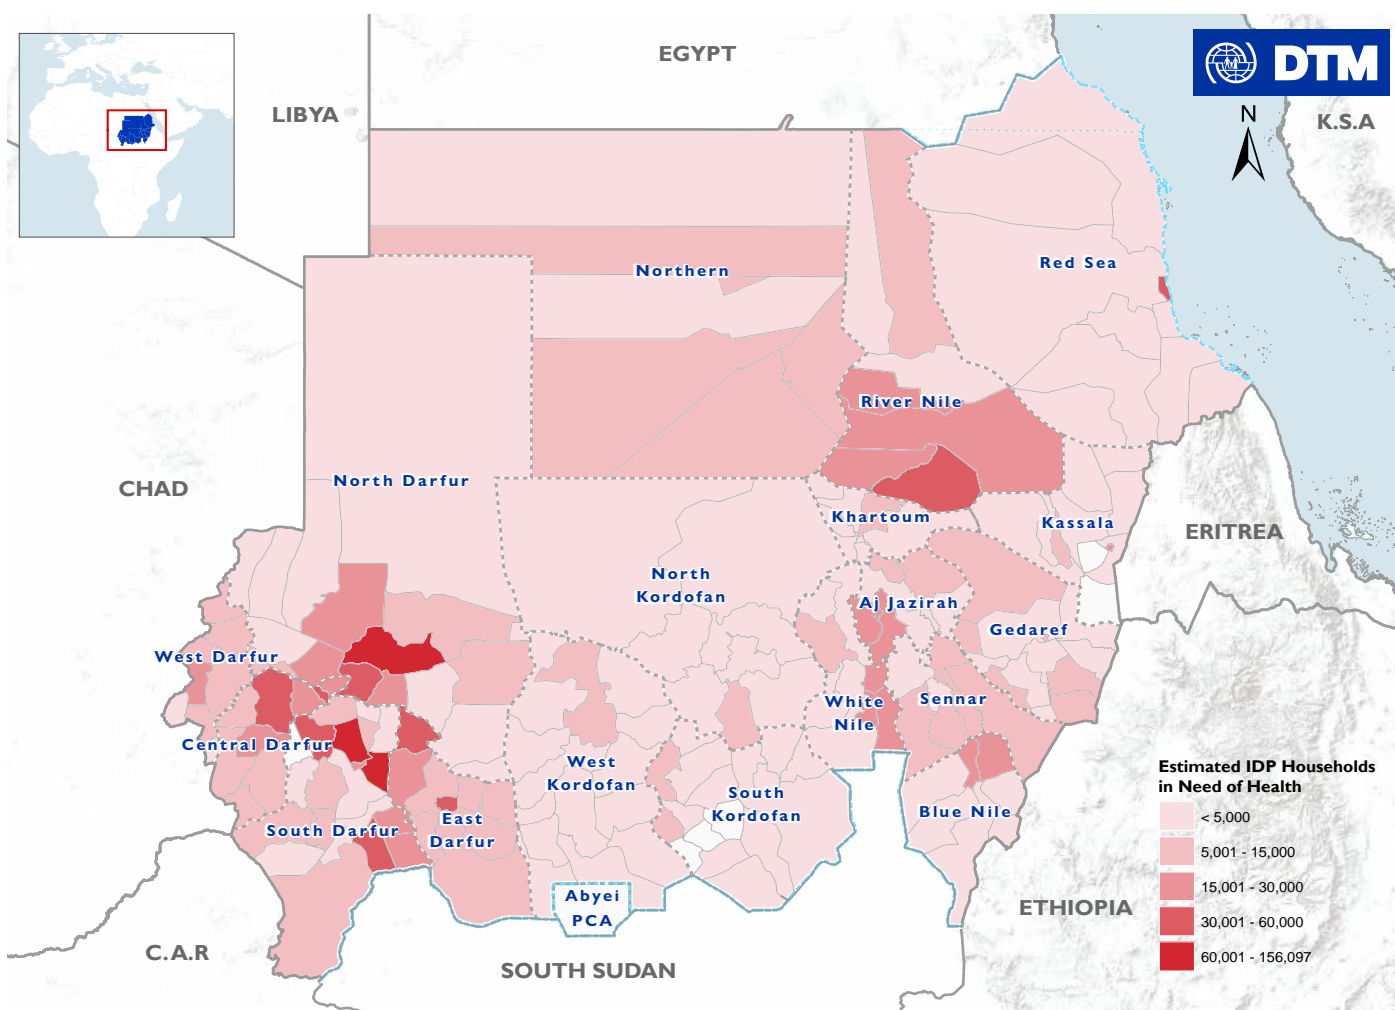 EGYPT
DTM
LIBYA
N
K.S.A
Northern
Red Sea
River Nile
North Darfur
CHAD
Khartoum
Kassala
ERITREA
North
Kordofan
Aj Jazirah
Gedaref
West Darfur
White
Nile
Sennar
Central Darfur
West
Kordofan
South
Kordofan
Blue Nile
South Darfur
East
Darfur
Abyei
PCA
ETHIOPIA
C.A.R
SOUTH SUDAN
Estimated IDP Households
in Need of Health
< 5,000
5,001 - 15,000
15,001 - 30,000
30,001 - 60,000
60,001 - 156,097